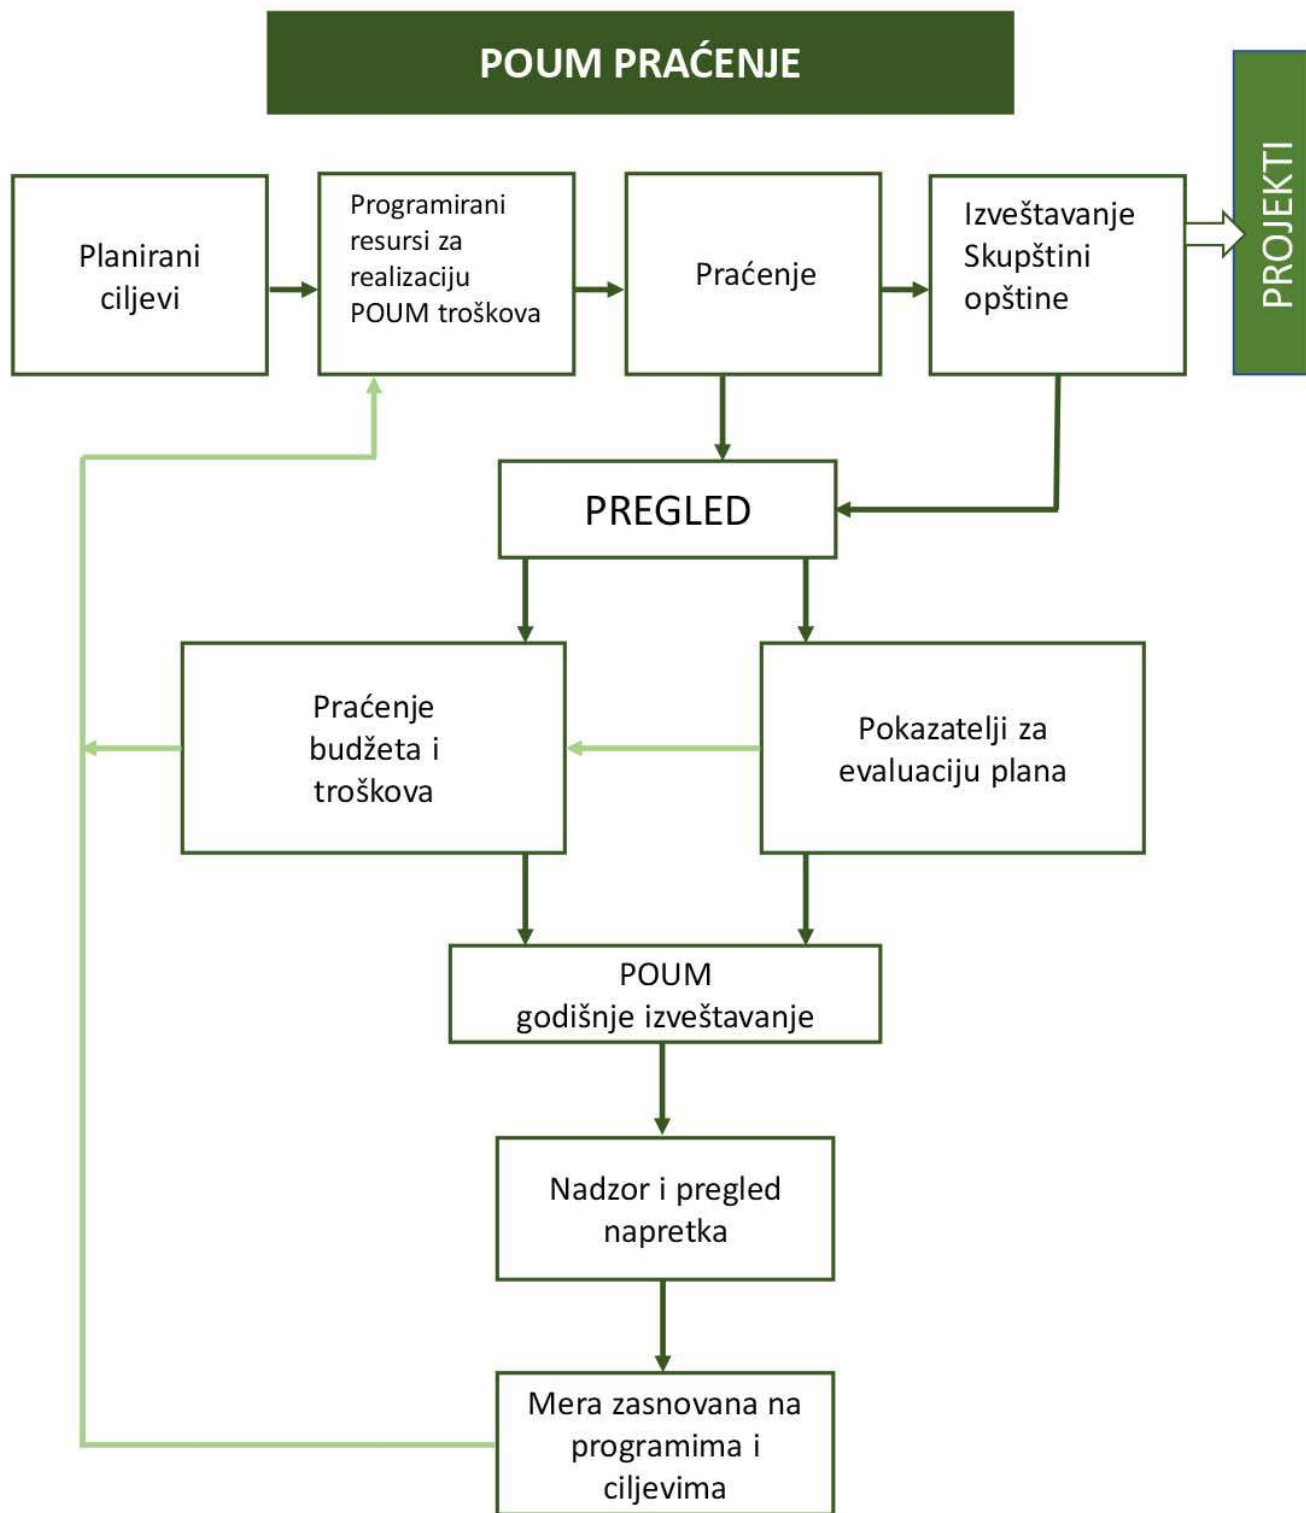 POUM PRAĆENJE
Planirani
ciljevi
Programirani
resursi za
realizaciju
POUM troškova
Praćenje
Izveštavanje
Skupštini
opštine
PROJEKTI
PREGLED
Praćenje
budžeta i
troškova
Pokazatelji za
evaluaciju plana
POUM
godišnje izveštavanje
Nadzor i pregled
napretka
Mera zasnovana na
programima i
ciljevima